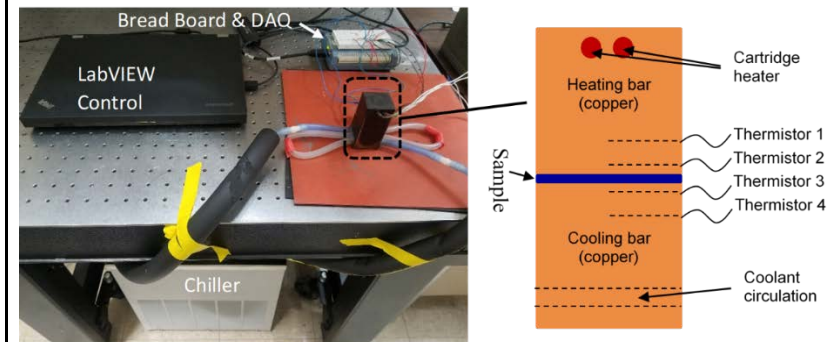 Bread Board & DAQ
LabVIEW
Control
Chiller
Cartridge
heater
Heating bar
(copper)
Thermistor 1
Thermistor 2
Sample
Thermistor 3
Thermistor 4
Cooling bar
(copper)
Coolant
circulation